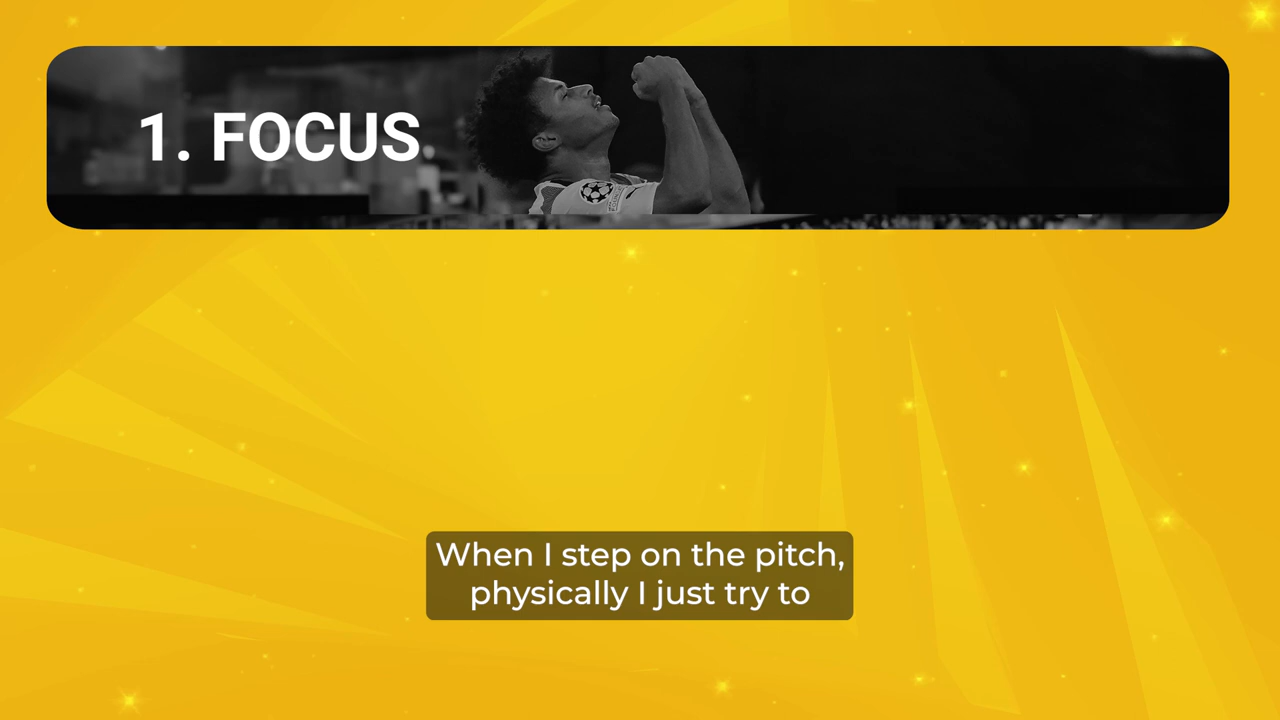 1. FOCUS
When I step on the pitch,
physically I just try to